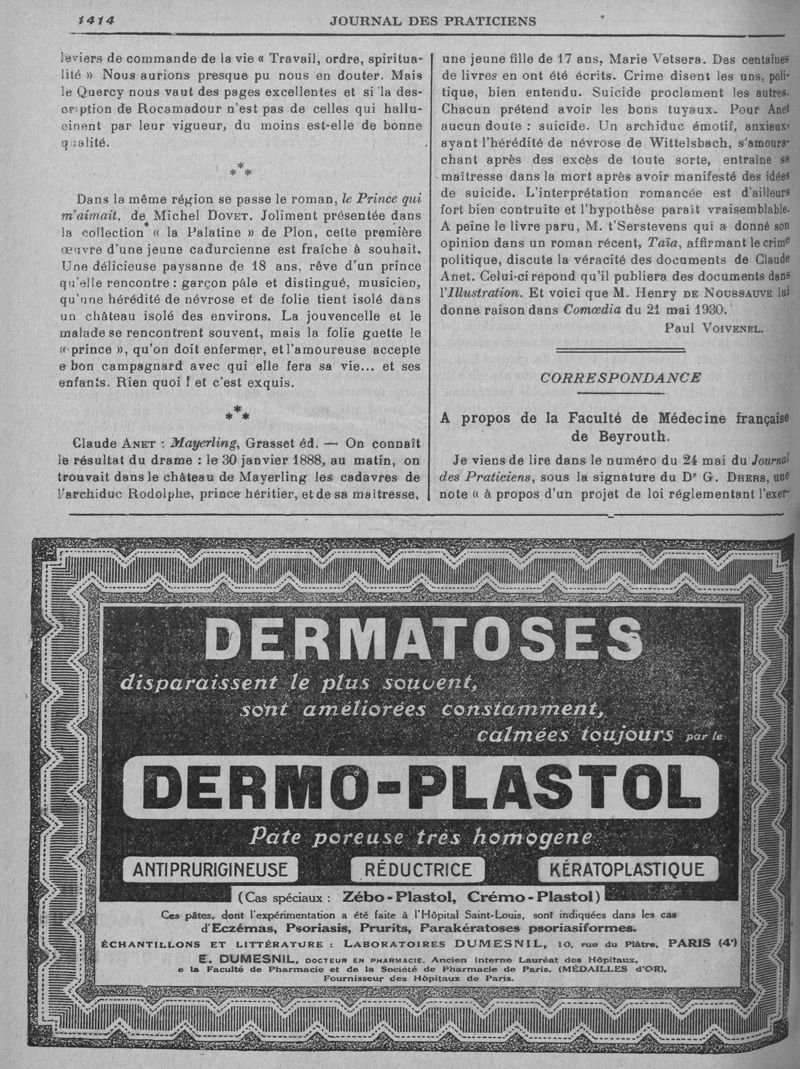 1414
JOURNAL DES PRATICIENS
leviers de commande de la vie « Travail, ordre, spiritua-
lité » Nous aurions presque pu nous en douter. Mais
le Quercy nous vaut des pages excellentes et si la des-
cription de Rocamadour n'est pas de celles qui hallu-
cinent par leur vigueur, du moins est-elle de bonne
qualité.
*
* *
Dans la même région se passe le roman, le Prince qui
m'aimait, de Michel DOVET. Joliment présentée dans
la collection « la Palatine » de Plon, cette première
œuvre d'une jeune cadurcienne est fraîche à souhait.
Une délicieuse paysanne de 18 ans, rêve d'un prince
qu'elle rencontre : garçon pâle et distingué, musicien,
qu'une hérédité de névrose et de folie tient isolé dans
un château isolé des environs. La jouvencelle et le
malade se rencontrent souvent, mais la folie guette le
« prince », qu'on doit enfermer, et l'amoureuse accepte
e bon campagnard avec qui elle fera sa vie... et ses
enfants. Rien quoi ! et c'est exquis.
*
* *
Claude ANET : Mayerling, Grasset éd. — On connaît
le résultat du drame : le 30 janvier 1888, au matin, on
trouvait dans le château de Mayerling les cadavres de
l'archiduc Rodolphe, prince héritier, et de sa maîtresse,
une jeune fille de 17 ans, Marie Vetsera. Des centaines
de livres en ont été écrits. Crime disent les uns, poli-
tique, bien entendu. Suicide proclament les autres.
Chacun prétend avoir les bons tuyaux. Pour Anet
aucun doute : suicide. Un archiduc émotif, anxieux
ayant l'hérédité de névrose de Wittelsbach, s'amoura-
chant après des excès de toute sorte, entraine sa
maîtresse dans la mort après avoir manifesté des idées
de suicide. L'interprétation romancée est d'ailleurs
fort bien contruite et l'hypothèse paraît vraisemblable.
A peine le livre paru, M. t'Serstevens qui a donné son
opinion dans un roman récent, Taïa, affirmant le crime
politique, discute la véracité des documents de Claude
Anet. Celui-ci repond qu'il publiera des documents dans
l'Illustration. Et voici que M. Henry DE NOUSSAUVE lui
donne raison dans Comœdia du 21 mai 1930.
Paul VOIVENEL.
CORRESPONDANCE
A propos de la Faculté de Médecine française
de Beyrouth.
Je viens de lire dans le numéro du 24 mai du Journal
des Praticiens, sous la signature du Dr G. DHERS, une
note « à propos d'un projet de loi réglementant l'exer-
DERMATOSES
disparaissent le plus souvent,
sont améliorées constamment,
calmées toujours par le
DERMO-PLASTOL
Pate poreuse très homogene
ANTIPRURIGINEUSE
RÉDUCTRICE
KÉRATOPLASTIQUE
(Cas spéciaux : Zébo-Plastol, Crémo-Plastol)
Ces pâtes, dont l'expérimentation a été faite à l'Hôpital Saint-Louis, sont indiquées dans les cas
d'Eczémas, Psoriasis, Prurits, Parakératoses psoriasiformes.
ÉCHANTILLONS ET LITTÉRATURE : LABORATOIRES DUMESNIL, 10, rue du Plâtre, PARIS (4e)
E. DUMESNIL, DOCTEUR EN PHARMACIE. Ancien interne Lauréat des Hôpitaux,
e la Faculté de Pharmacie et de la Société de Pharmacie de Paris. (MÉDAILLES d'OR),
Fournisseur des Hôpitaux de Paris.